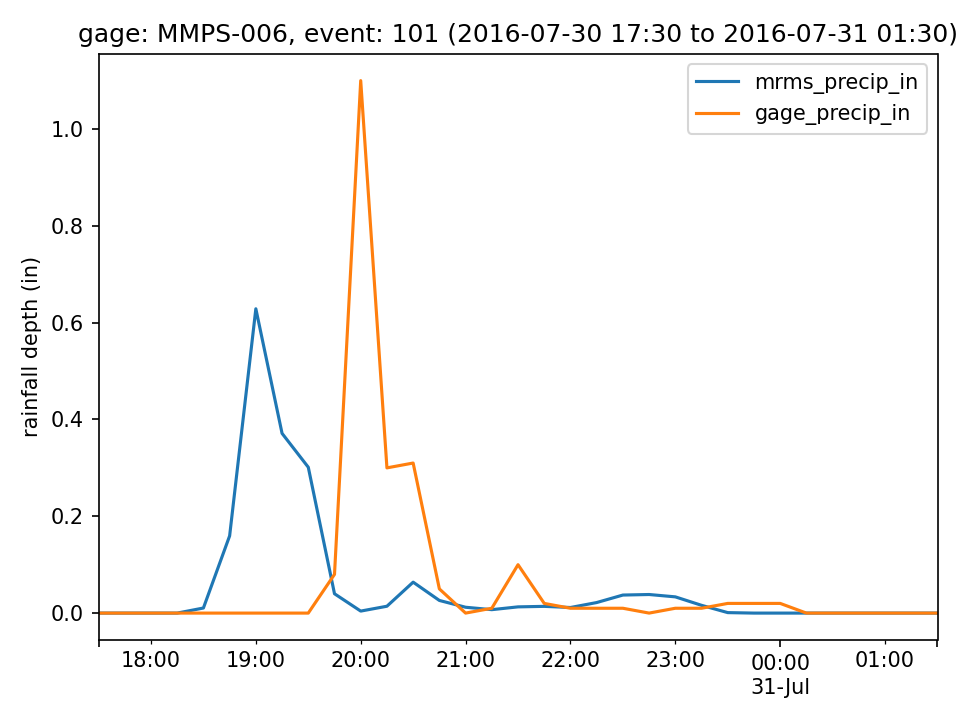 gage: MMPS-006, event: 101 (2016-07-30 17:30 to 2016-07-31 01:30)
mrms_precip_in
gage_precip_in
rainfall depth (in)
1.0
0.8
0.6
0.4
0.2
0.0
18:00 19:00 20:00 21:00 22:00 23:00 00:00 01:00
31-Jul